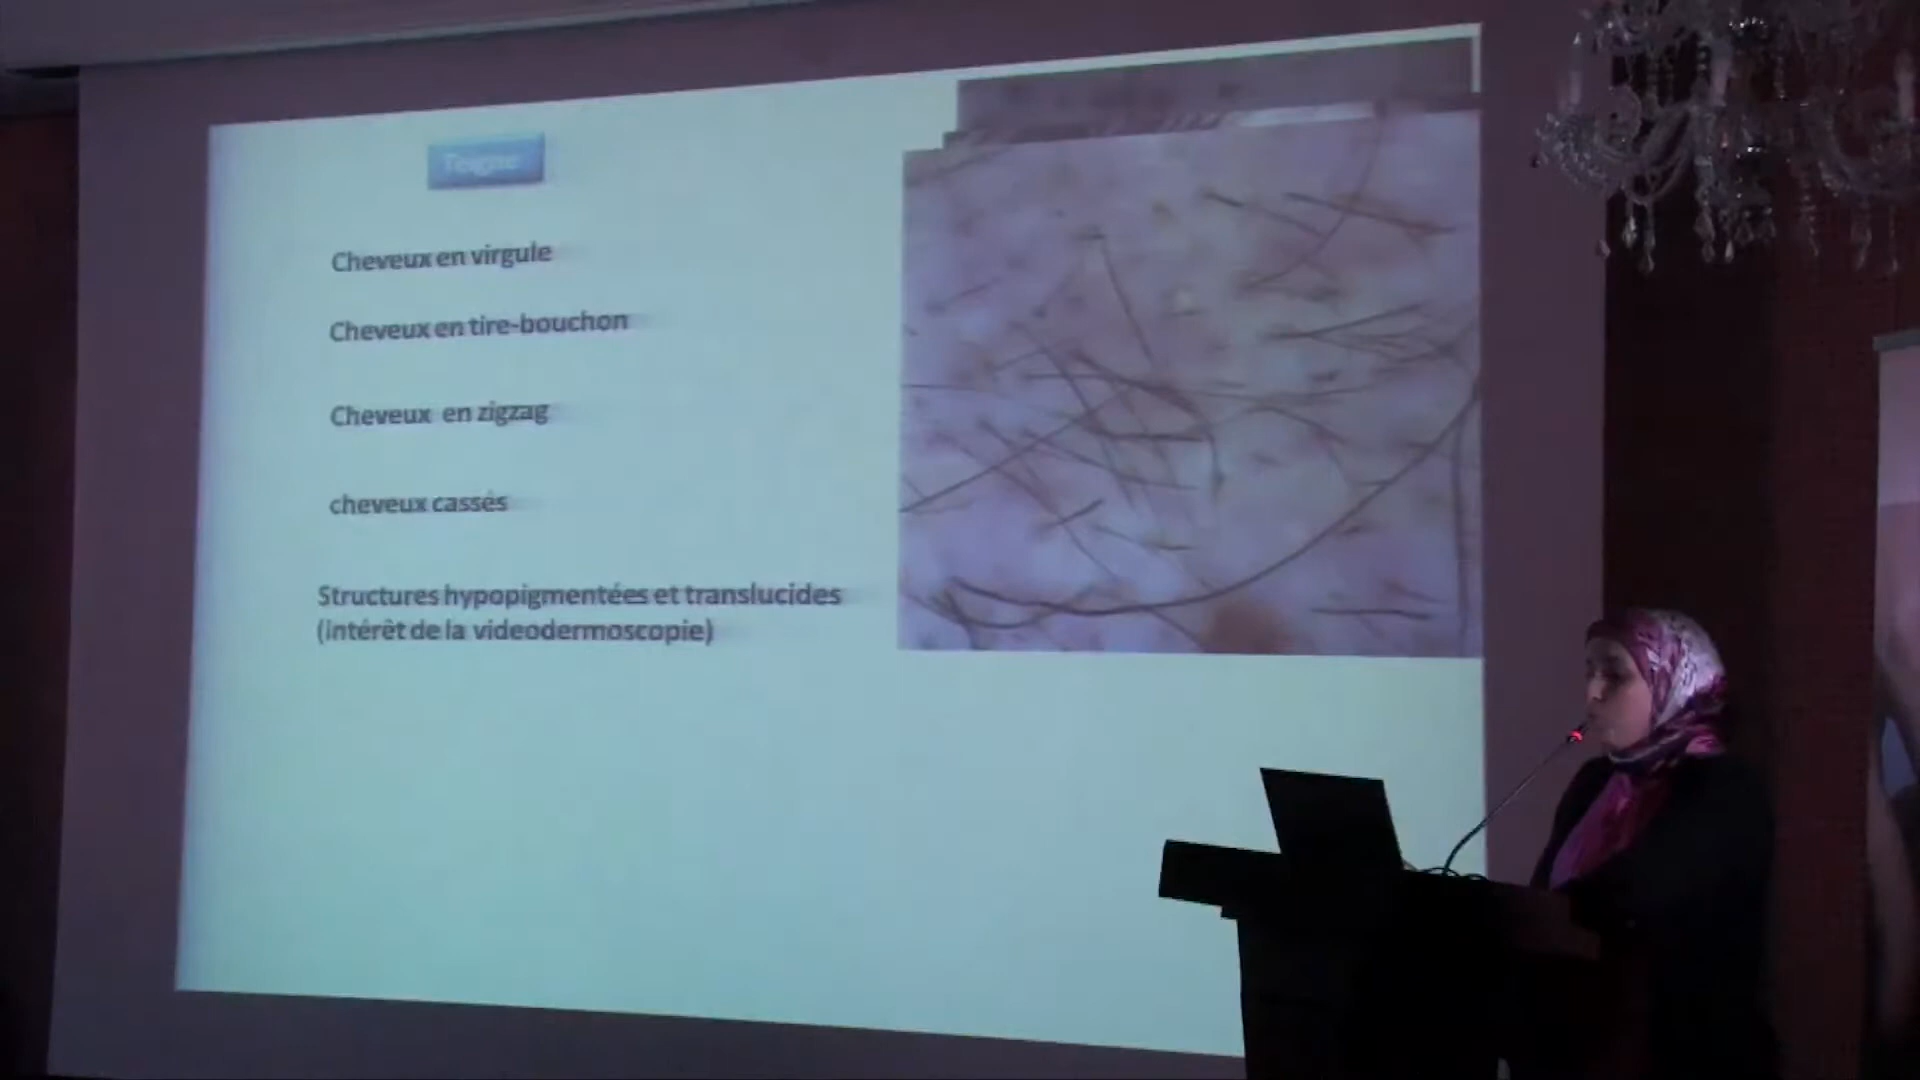 Teigne
Cheveux en virgule
Cheveux en tire-bouchon
Cheveux en zigzag
cheveux cassés
Structures hypopigmentées et translucides
(intérêt de la videodermoscopie)